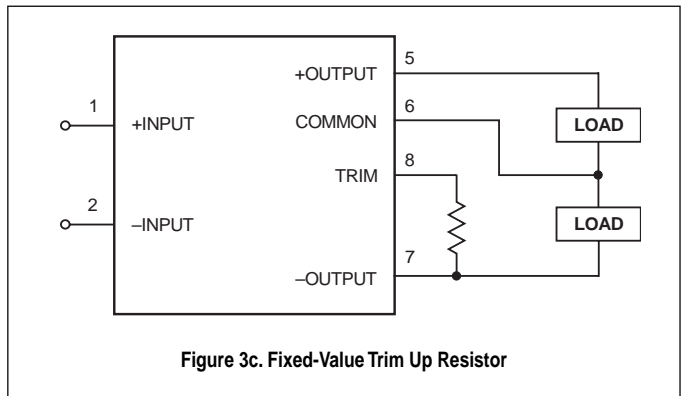 5
+OUTPUT
1
6
+INPUT
COMMON
LOAD
8
TRIM
2
LOAD
–INPUT
7
–OUTPUT
Figure 3c. Fixed-Value Trim Up Resistor